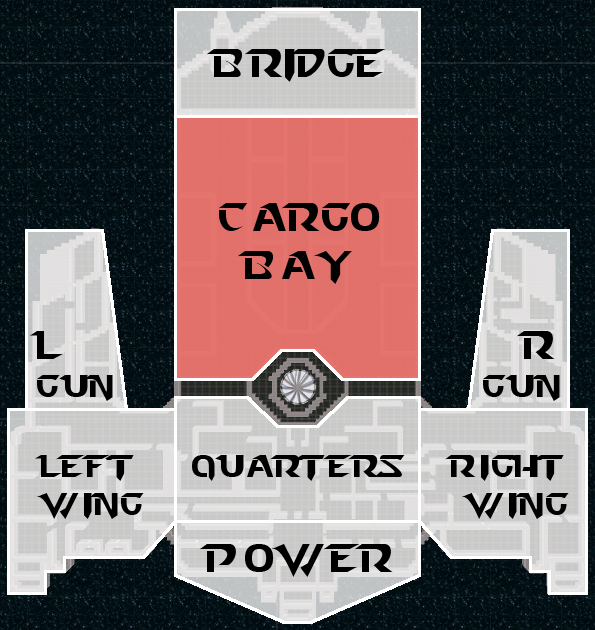 BRIDGE
CARGO
BAY
L
GUN
R
GUN
LEFT
WING
QUARTERS
RIGHT
WING
POWER